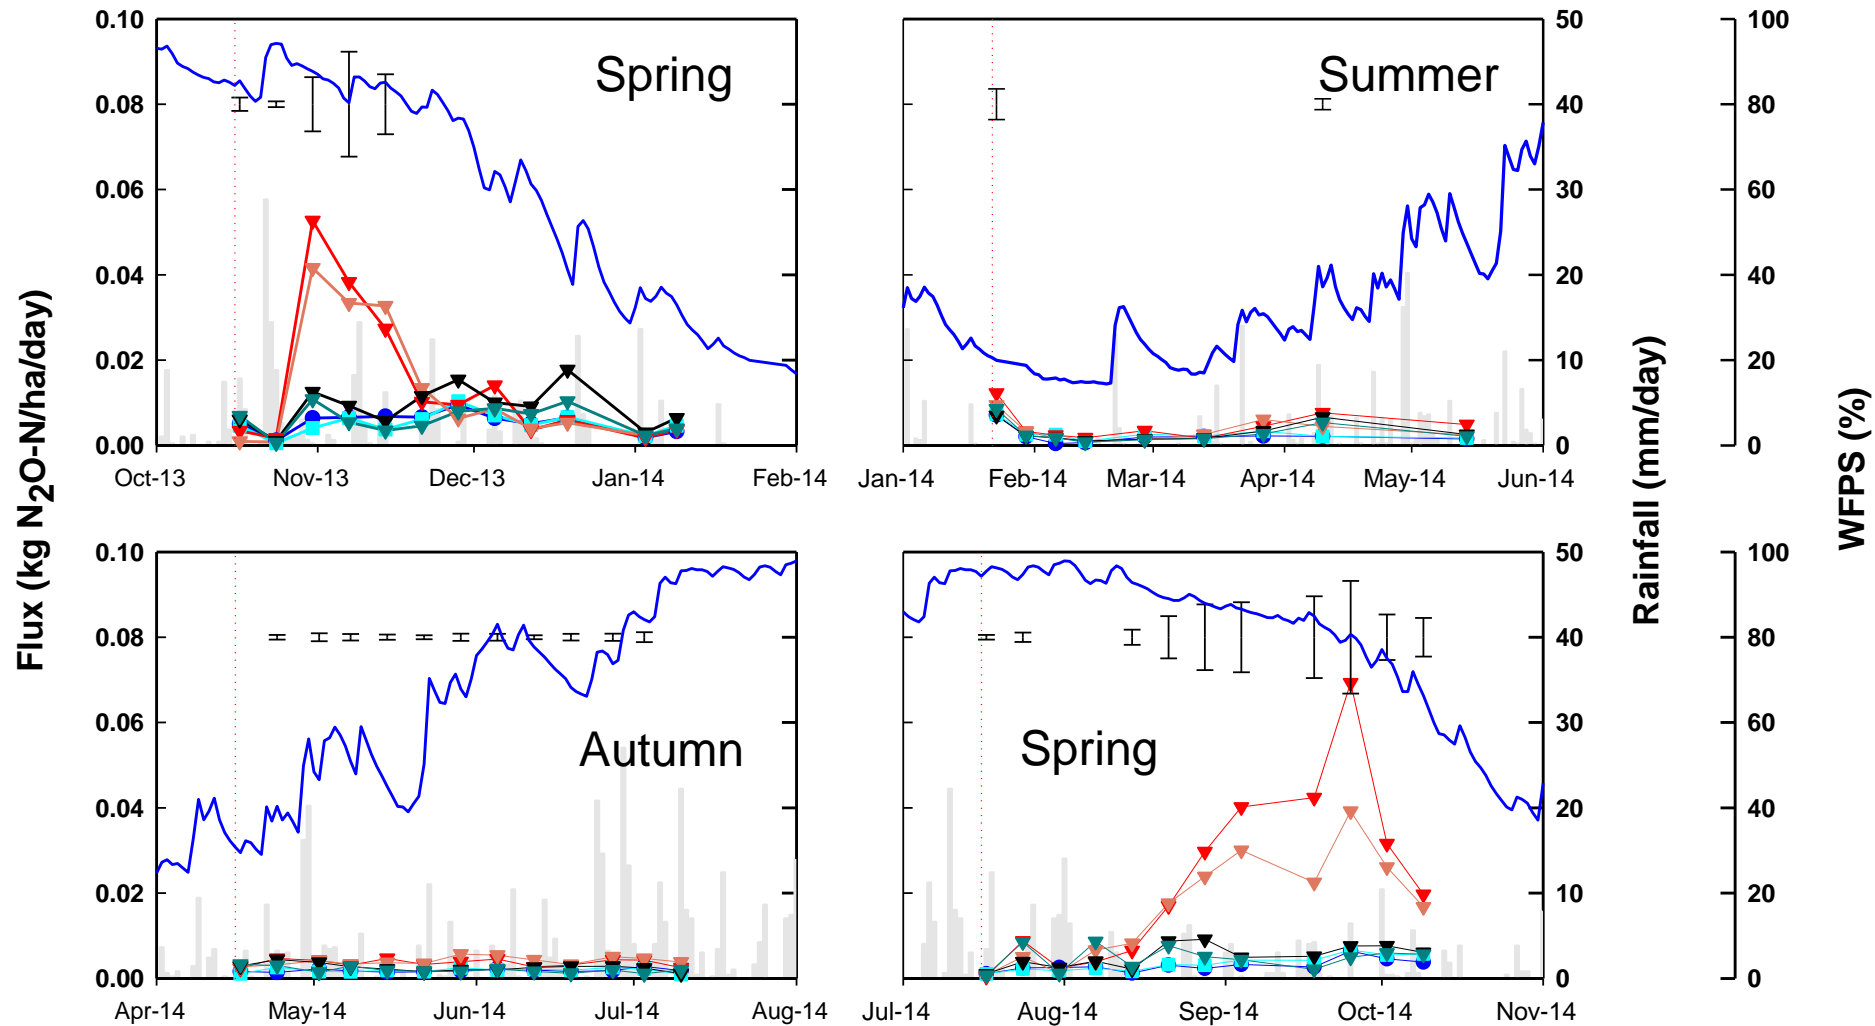 0.10
0.08
0.06
0.04
0.02
0.00
Oct-13
Nov-13
Dec-13
Jan-14
Feb-14
Spring
Jan-14
Feb-14
Mar-14
Apr-14
May-14
Jun-14
Summer
50
40
30
20
10
0
100
80
60
40
20
0
Flux (kg N2O-N/ha/day)
Rainfall (mm/day)
WFPS (%)
0.10
0.08
0.06
0.04
0.02
0.00
Apr-14
May-14
Jun-14
Jul-14
Aug-14
Autumn
Jul-14
Aug-14
Sep-14
Oct-14
Nov-14
Spring
50
40
30
20
10
0
100
80
60
40
20
0